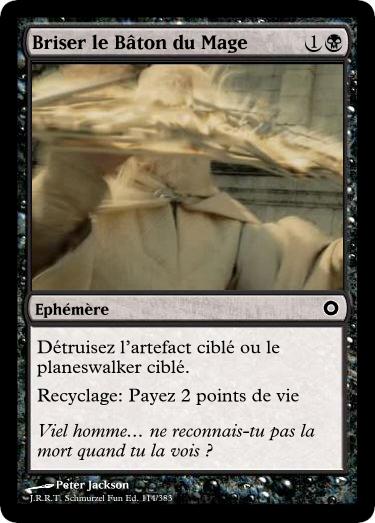 Briser le Bâton du Mage 1
Ephémère
Détruisez l'artefact ciblé ou le
planeswalker ciblé.
Recyclage: Payez 2 points de vie
Viel homme… ne reconnais-tu pas la
mort quand tu la vois ?
Peter Jackson
J.R.R.T. Schmurzel Fun Ed. 114/383